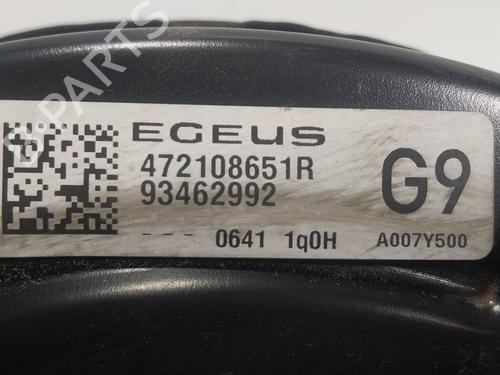 EGEUS
472108651R
93462992
G9
--- 0641 1q0H
A007Y500
B-PARTS